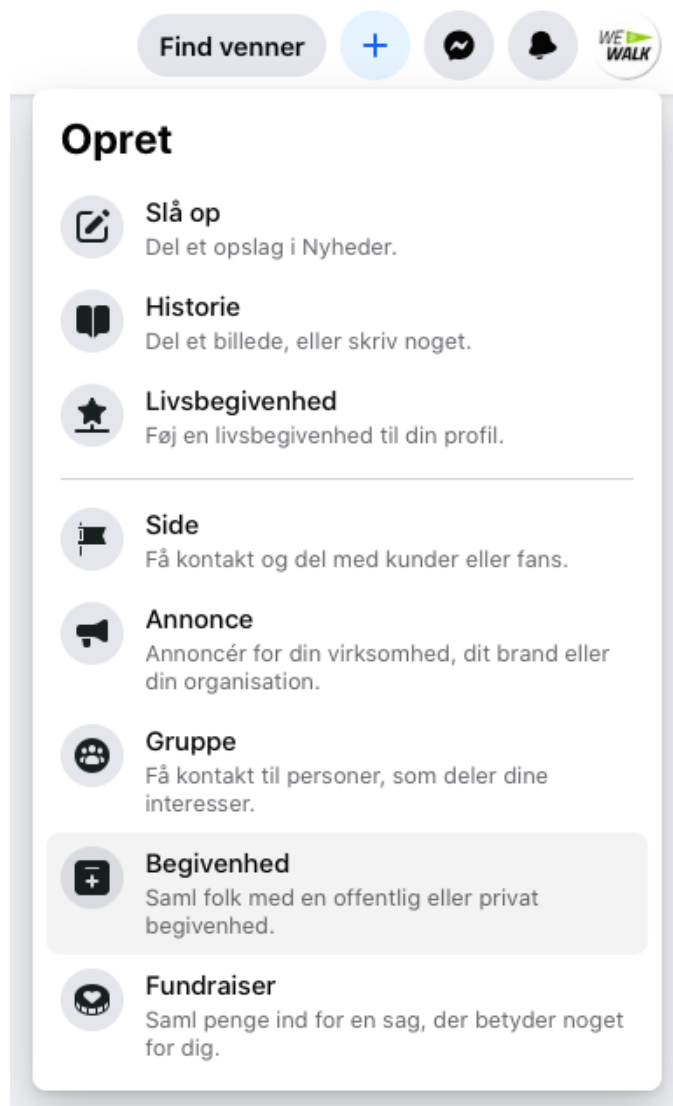 Find venner
WE
WALK
Opret
Slå op
Del et opslag i Nyheder.
Historie
Del et billede, eller skriv noget.
Livsbegivenhed
Føj en livsbegivenhed til din profil.
Side
Få kontakt og del med kunder eller fans.
Annonce
Annoncér for din virksomhed, dit brand eller
din organisation.
Gruppe
Få kontakt til personer, som deler dine
interesser.
Begivenhed
Saml folk med en offentlig eller privat
begivenhed.
Fundraiser
Saml penge ind for en sag, der betyder noget
for dig.